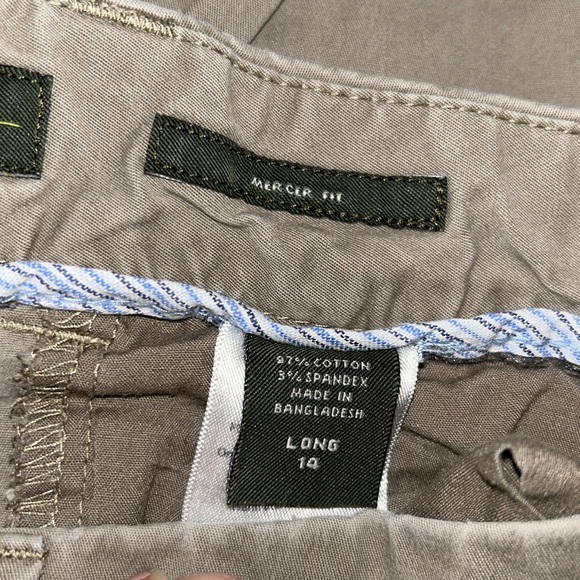 MERCER FIT
97% COTTON
3% SPANDEX
MADE IN
BANGLADESH
LONG
14